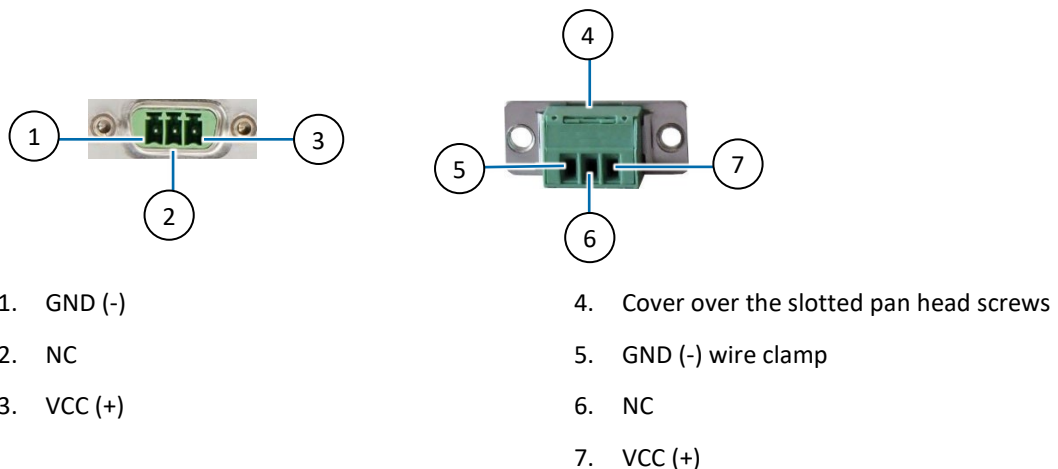 4
1
3
5
7
2
6
1. GND (-)
2. NC
3. VCC (+)
4. Cover over the slotted pan head screws
5. GND (-) wire clamp
6. NC
7. VCC (+)